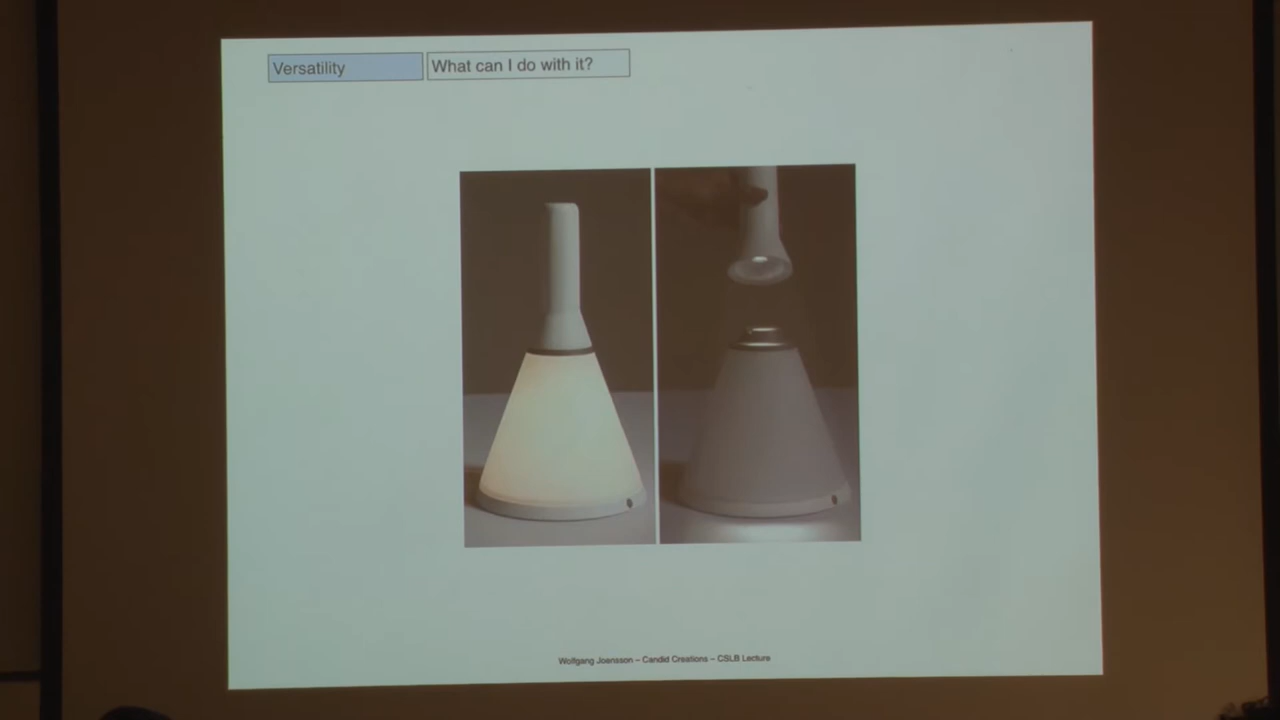 Versatility
What can I do with it?
Wolfgang Joensson – Candid Creations – CSLB Lecture